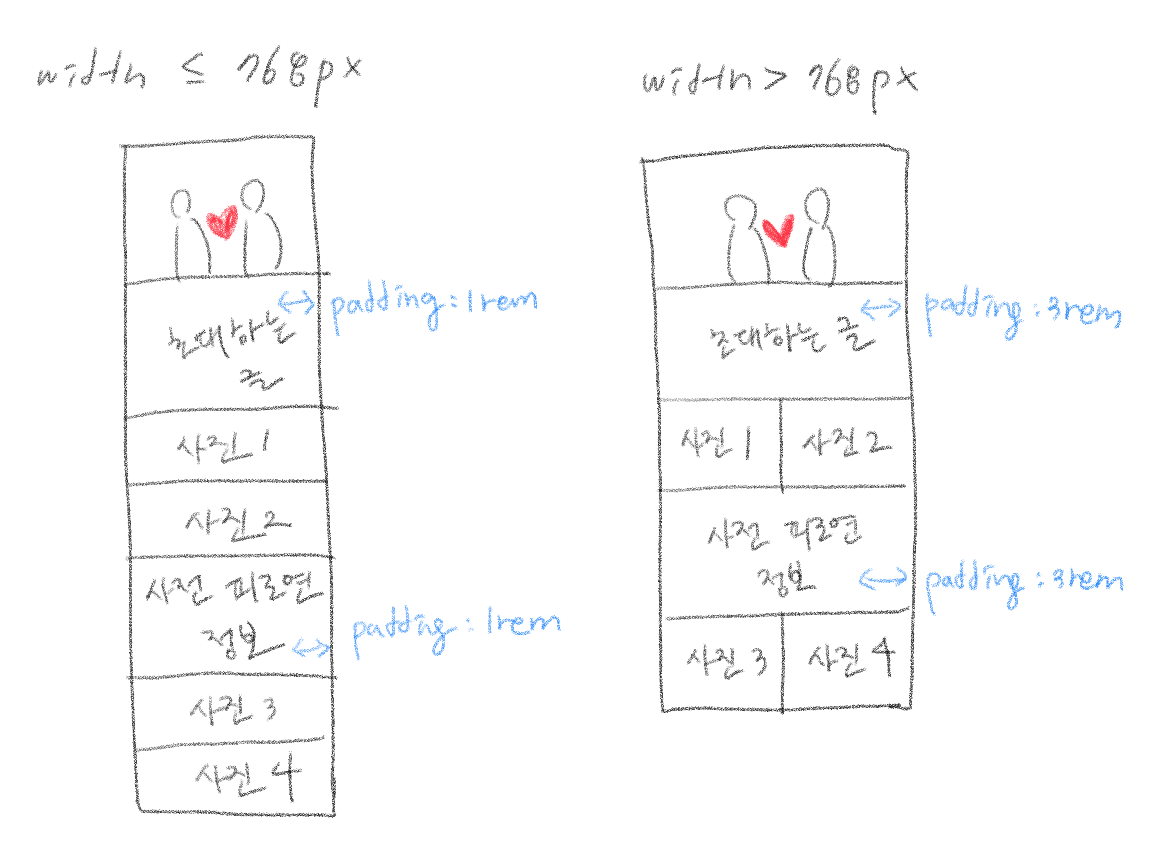 width ≤ 768px
초대하는
글
padding:1rem
사진 1
사진 2
사전 피로연
정보
padding:1rem
사진 3
사진 4
width > 768px
초대하는 글
padding:3rem
사진 1
사진 2
사전 피로연
정보
padding:3rem
사진 3
사진 4